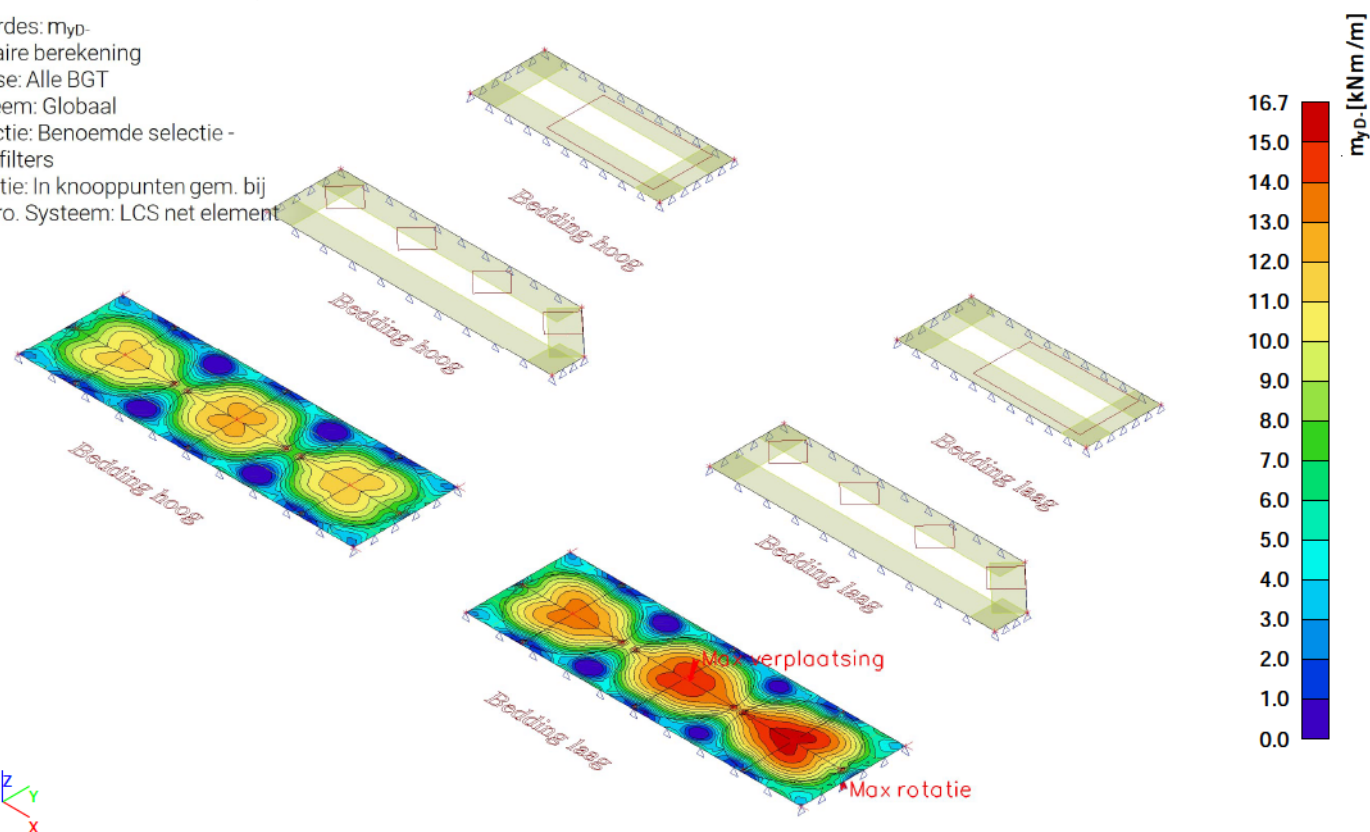 rdes: myD-
aire berekening
se: Alle BGT
eem: Globaal
ctie: Benoemde selectie -
filters
tie: In knooppunten gem. bij
ro. Systeem: LCS net element
Bedding hoog
Bedding hoog
Bedding hoog
Bedding laag
Bedding laag
Bedding laag
Max verplaatsing
Max rotatie
myD-[kNm/m]
16.7
15.0
14.0
13.0
12.0
11.0
10.0
9.0
8.0
7.0
6.0
5.0
4.0
3.0
2.0
1.0
0.0
Z
Y
X